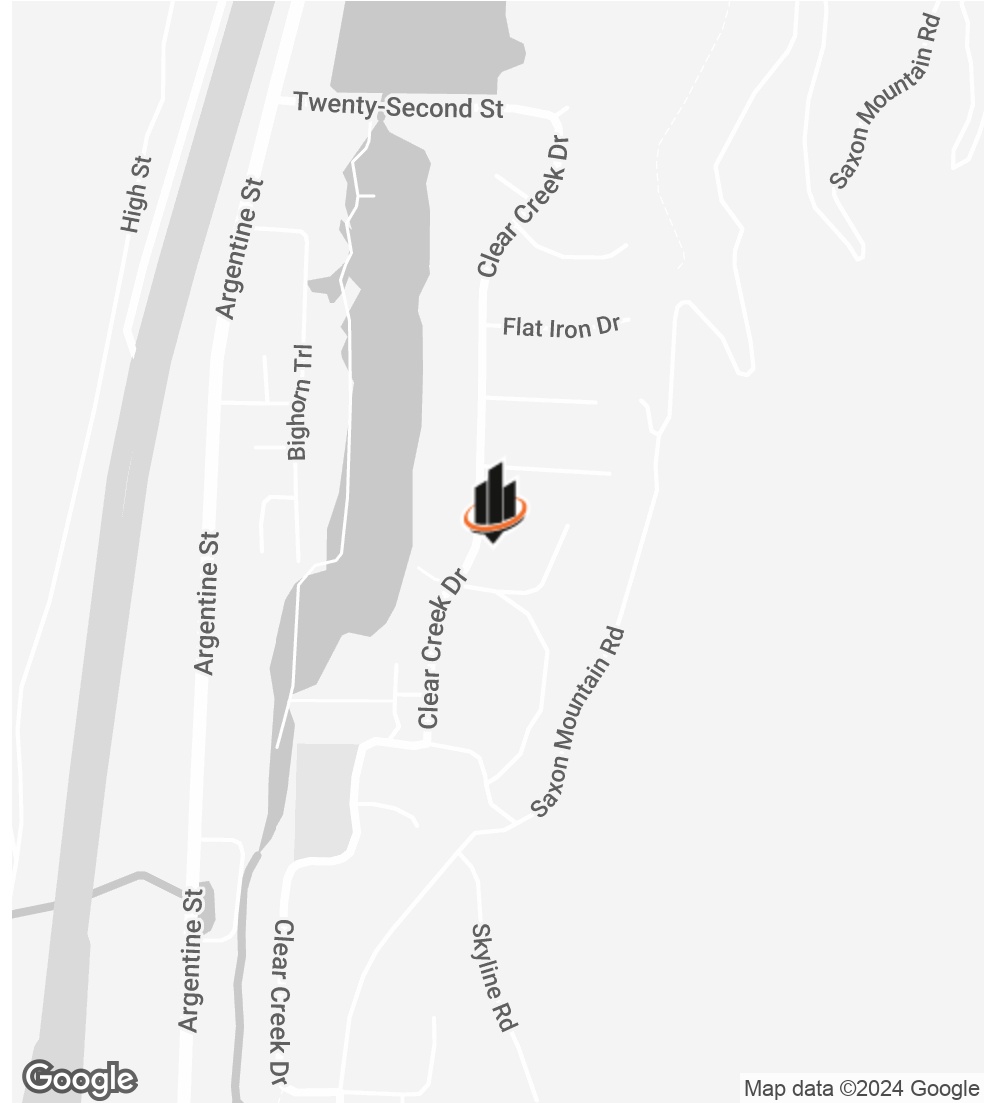 Saxon Mountain Rd
Twenty-Second St
High St
Clear Creek Dr
Argentine St
Flat Iron Dr
Bighorn Trl
Argentine St
Clear Creek Dr
Saxon Mountain Rd
Argentine St
Clear Creek Dr
Skyline Rd
Google
Map data ©2024 Google